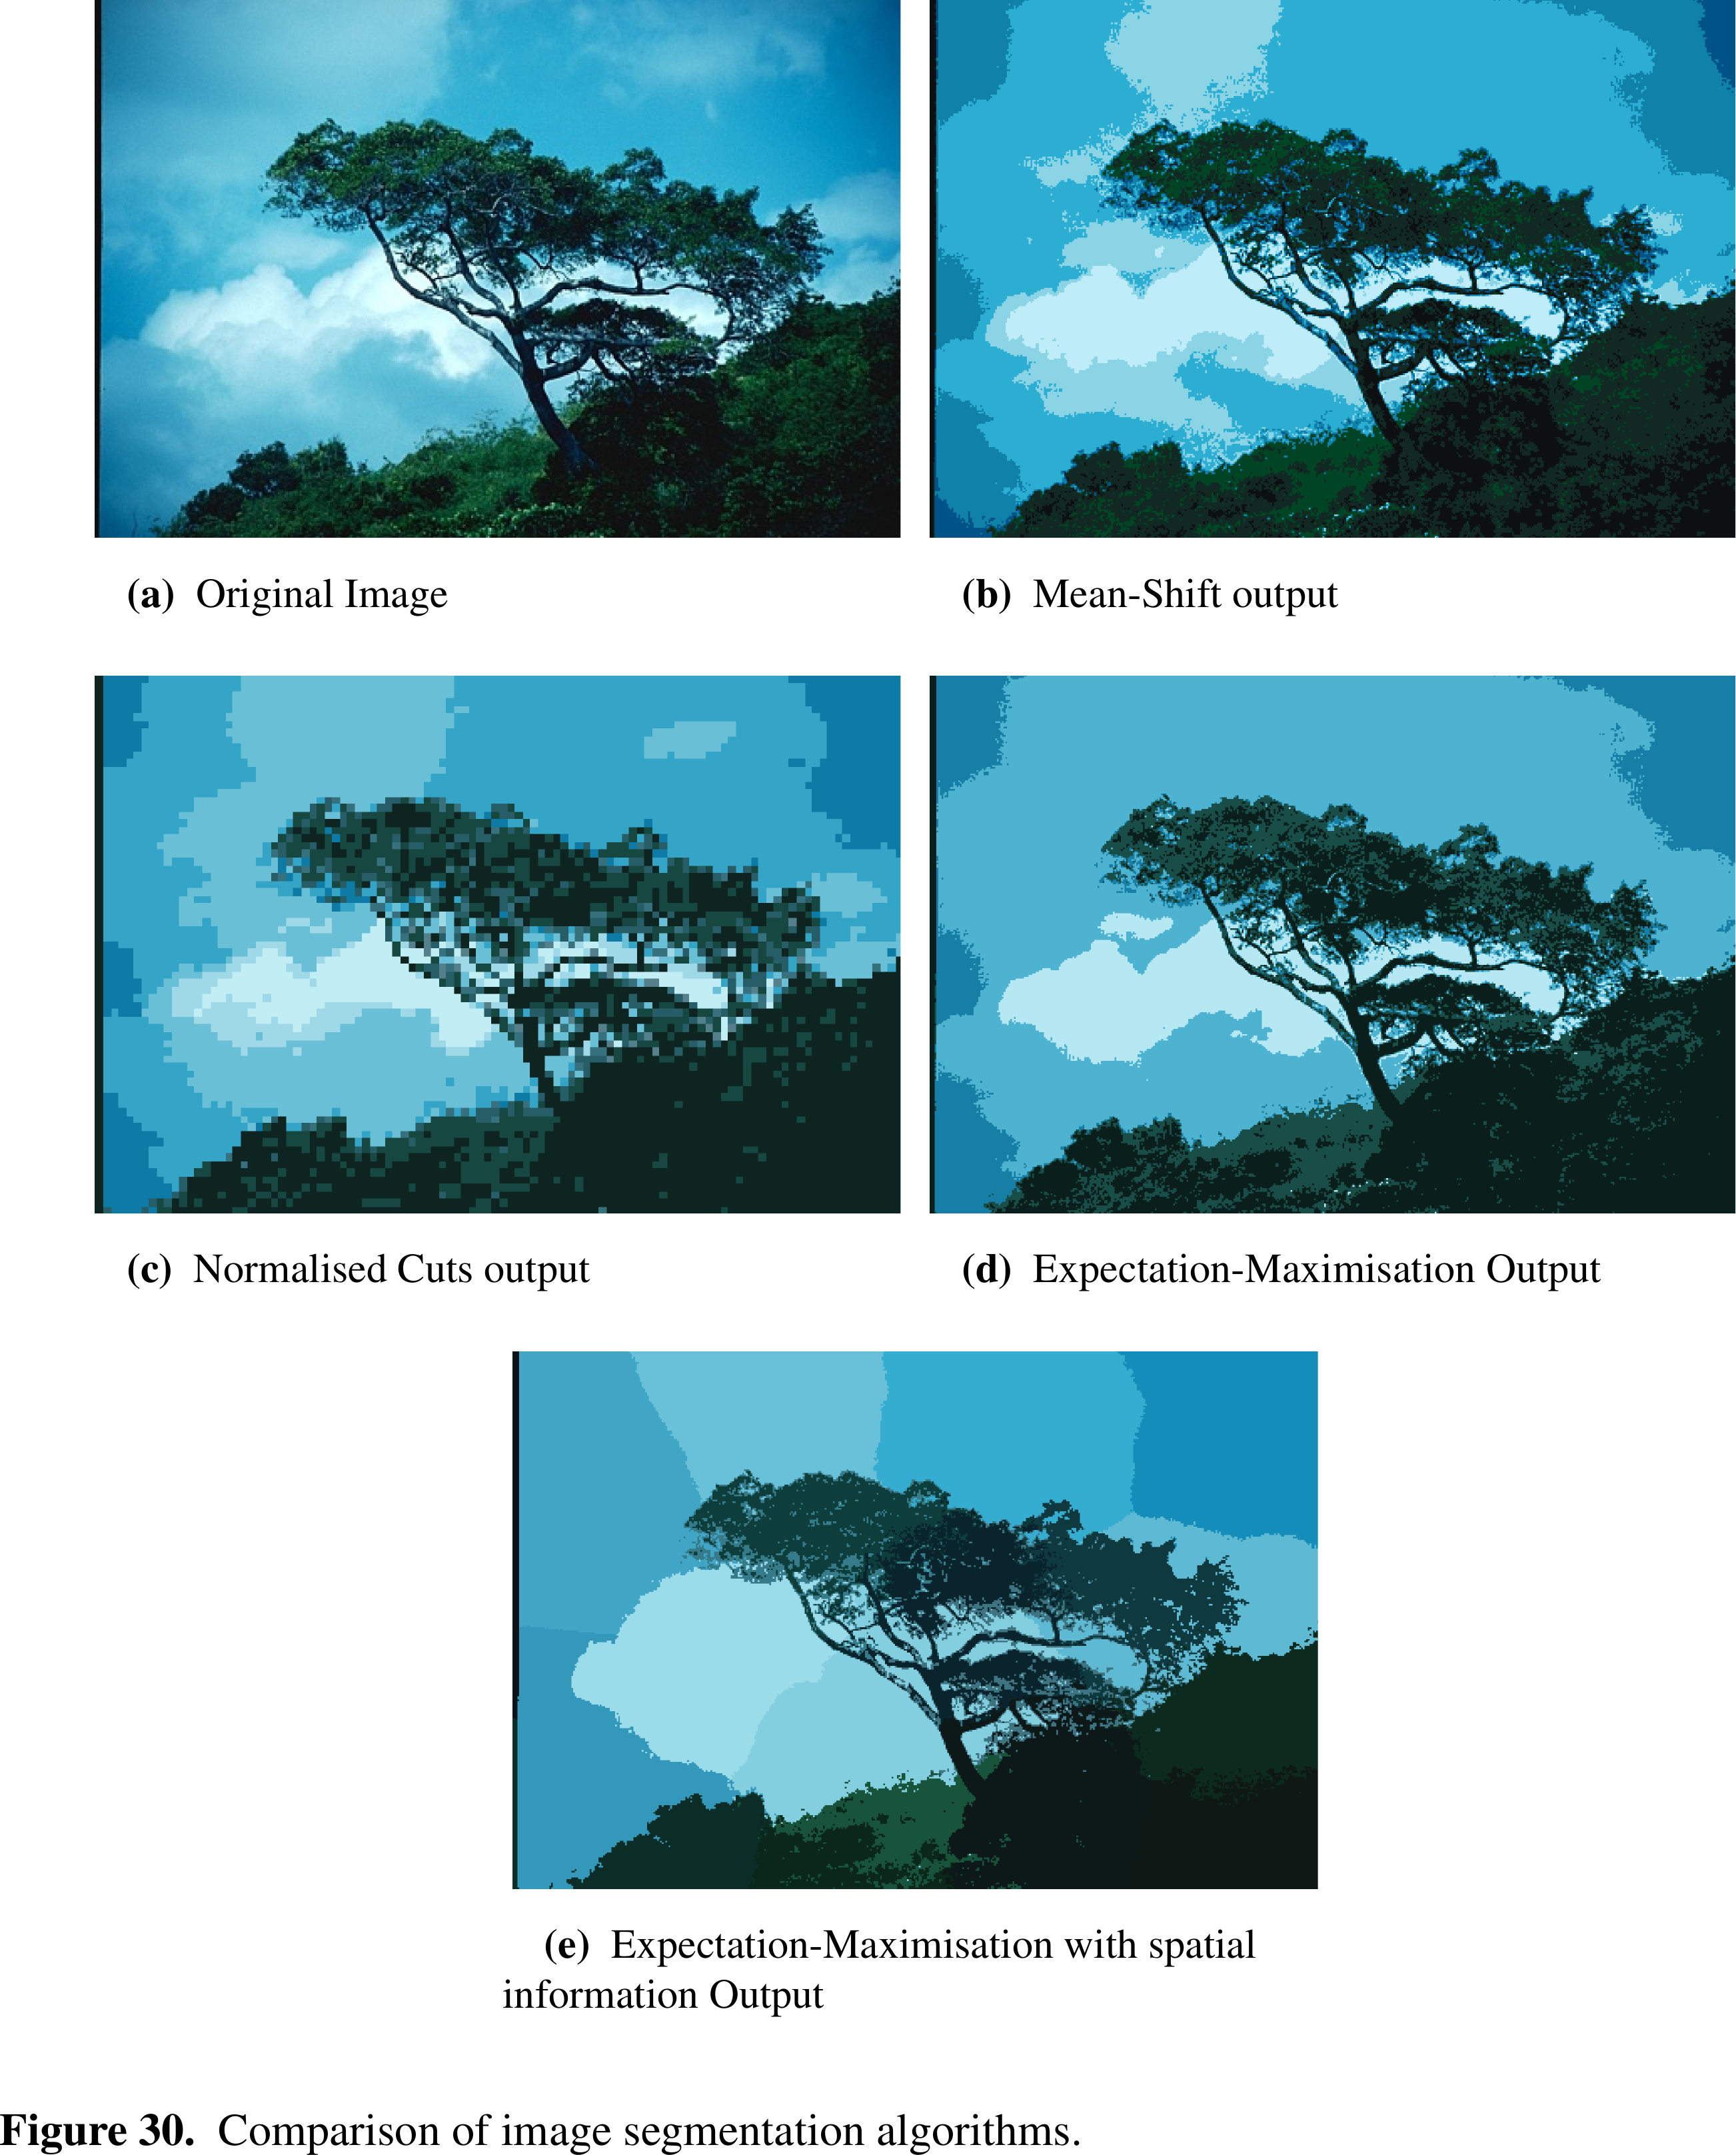 (a) Original Image
(b) Mean-Shift output
(c) Normalised Cuts output
(d) Expectation-Maximisation Output
(e) Expectation-Maximisation with spatial
information Output
Figure 30. Comparison of image segmentation algorithms.